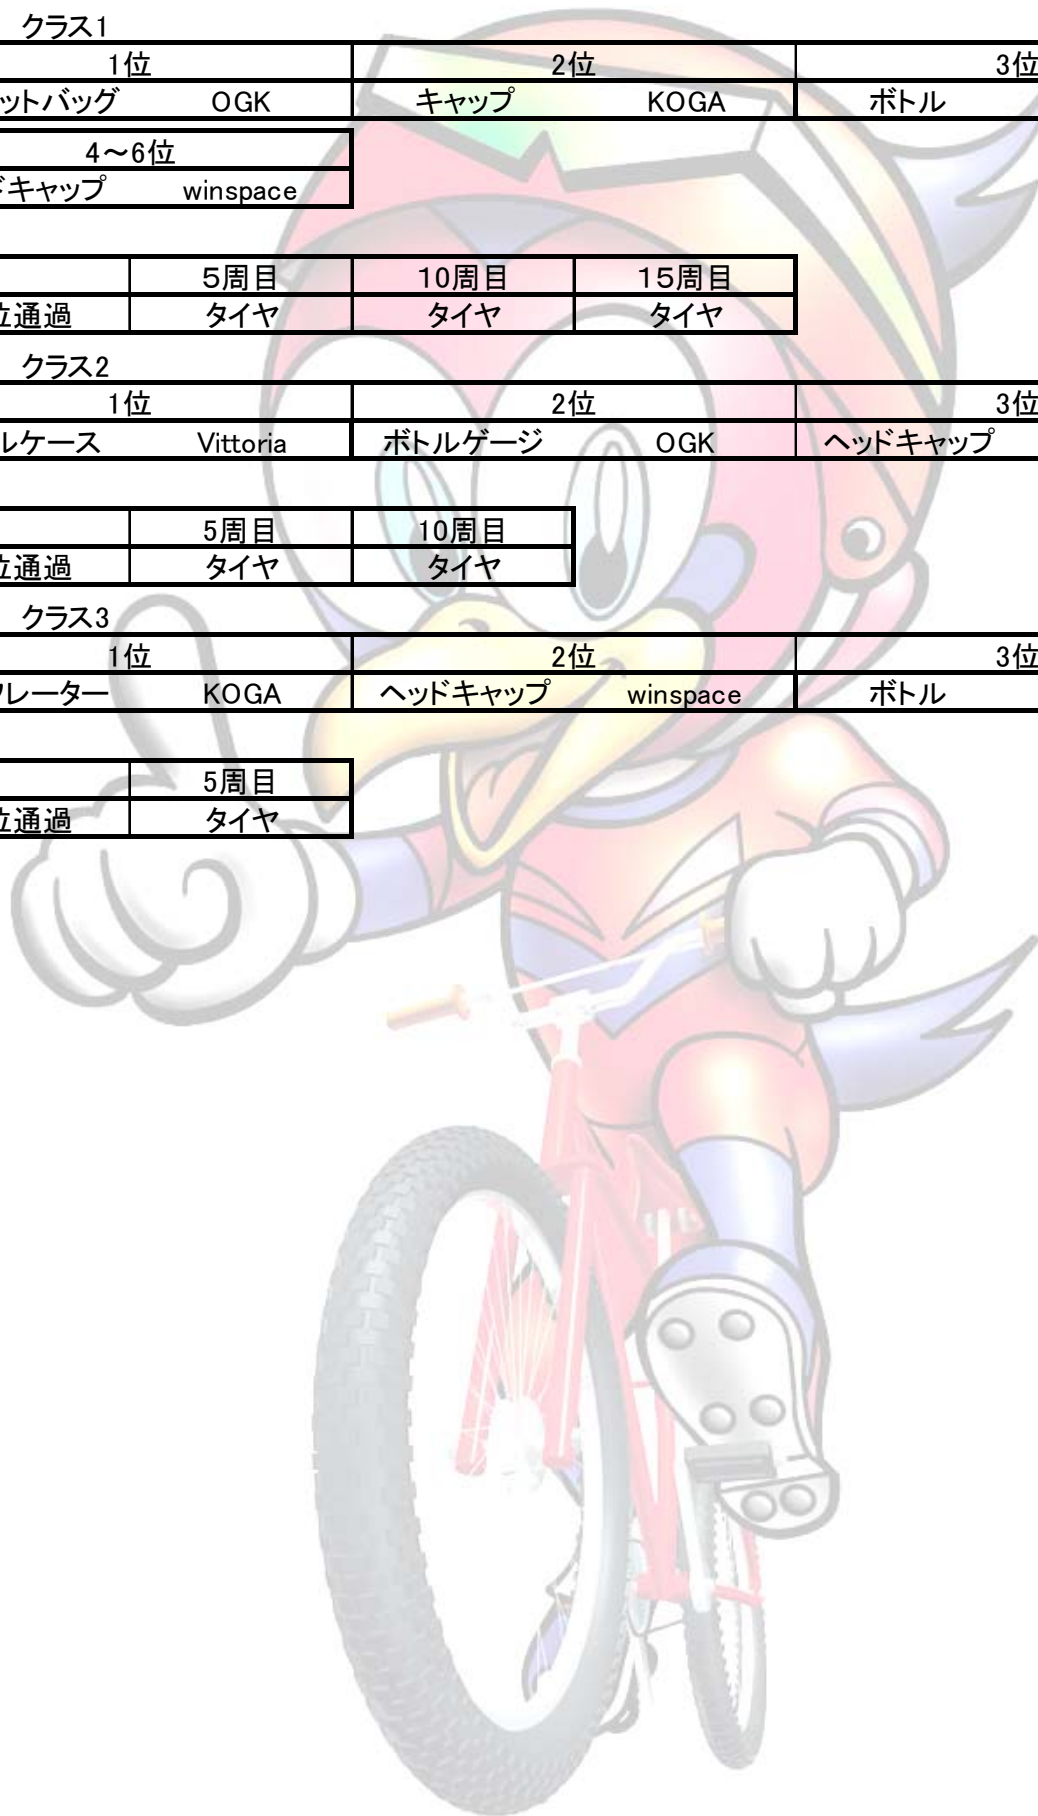 クラス1
1位 2位 3位
ットバッグ OGK キャップ KOGA ボトル
4～6位
ドキャップ winspace
5周目 10周目 15周目
位通過 タイヤ タイヤ タイヤ
クラス2
1位 2位 3位
ルケース Vittoria ボトルゲージ OGK ヘッドキャップ
5周目 10周目
位通過 タイヤ タイヤ
クラス3
1位 2位 3位
フレーター KOGA ヘッドキャップ winspace ボトル
5周目
位通過 タイヤ